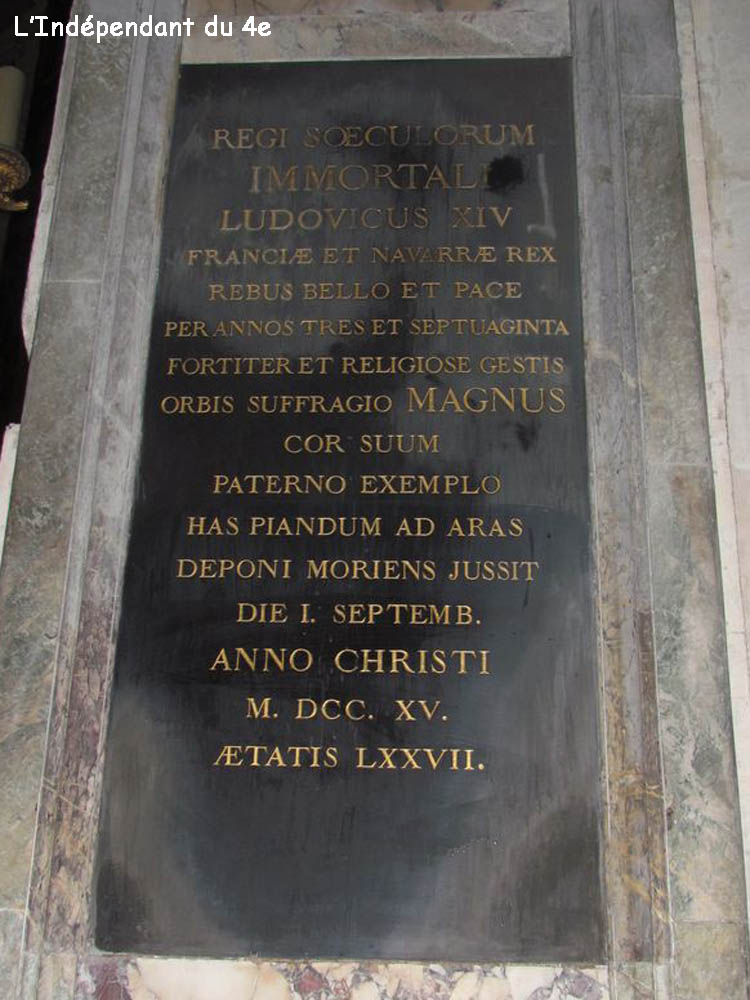 L'Indépendant du 4e
REGI SŒCULORUM
IMMORTALI
LUDOVICUS XIV
FRANCIÆ ET NAVARRÆ REX
REBUS BELLO ET PACE
PER ANNOS TRES ET SEPTUAGINTA
FORTITER ET RELIGIOSE GESTIS
ORBIS SUFFRAGIO MAGNUS
COR SUUM
PATERNO EXEMPLO
HAS PIANDUM AD ARAS
DEPONI MORIENS JUSSIT
DIE I. SEPTEMB.
ANNO CHRISTI
M. DCC. XV.
ÆTATIS LXXVII.